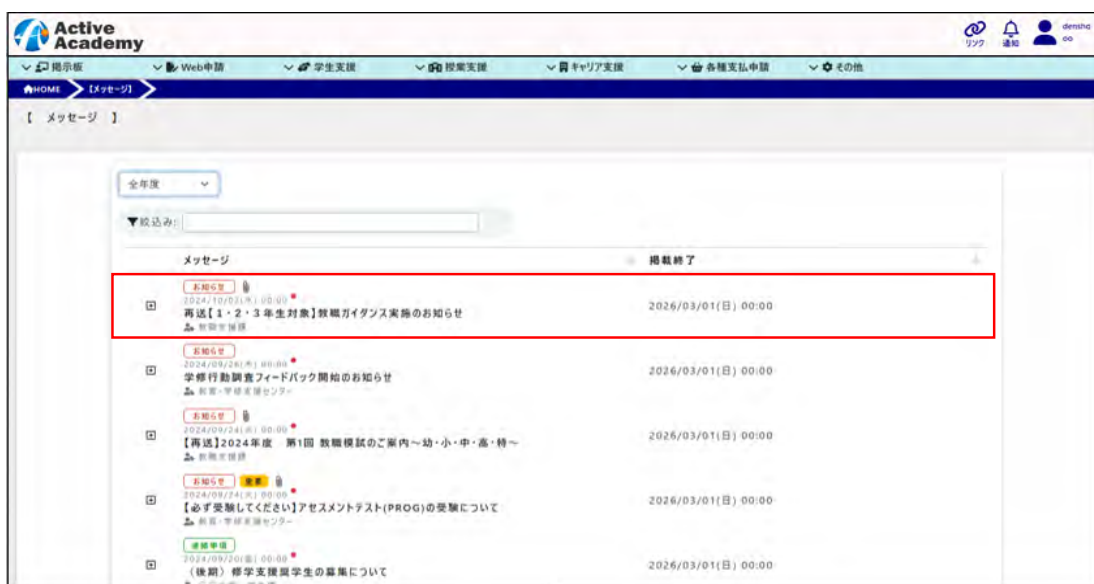 Active
Academy
リンク
通知
densho
oo
掲示板
Web申請
学生支援
授業支援
キャリア支援
各種支払申請
その他
HOME
[メッセージ]
【 メッセージ 】
全年度
絞込み:
メッセージ 掲載終了
お知らせ
2024/10/02(水) 00:00
再送【1・2・3年生対象】教職ガイダンス実施のお知らせ
2026/03/01(日) 00:00
教職支援課
お知らせ
2024/09/26(木) 00:00
学修行動調査フィードバック開始のお知らせ
2026/03/01(日) 00:00
教育・学修支援センター
お知らせ
2024/09/24(火) 00:00
【再送】2024年度 第1回 教職模試のご案内～幼・小・中・高・特～
2026/03/01(日) 00:00
教職支援課
お知らせ 重要
2024/09/24(火) 00:00
【必ず受験してください】アセスメントテスト(PROG)の受験について
2026/03/01(日) 00:00
教育・学修支援センター
連絡事項
2024/09/20(金) 00:00
（後期）修学支援奨学生の募集について
2026/03/01(日) 00:00